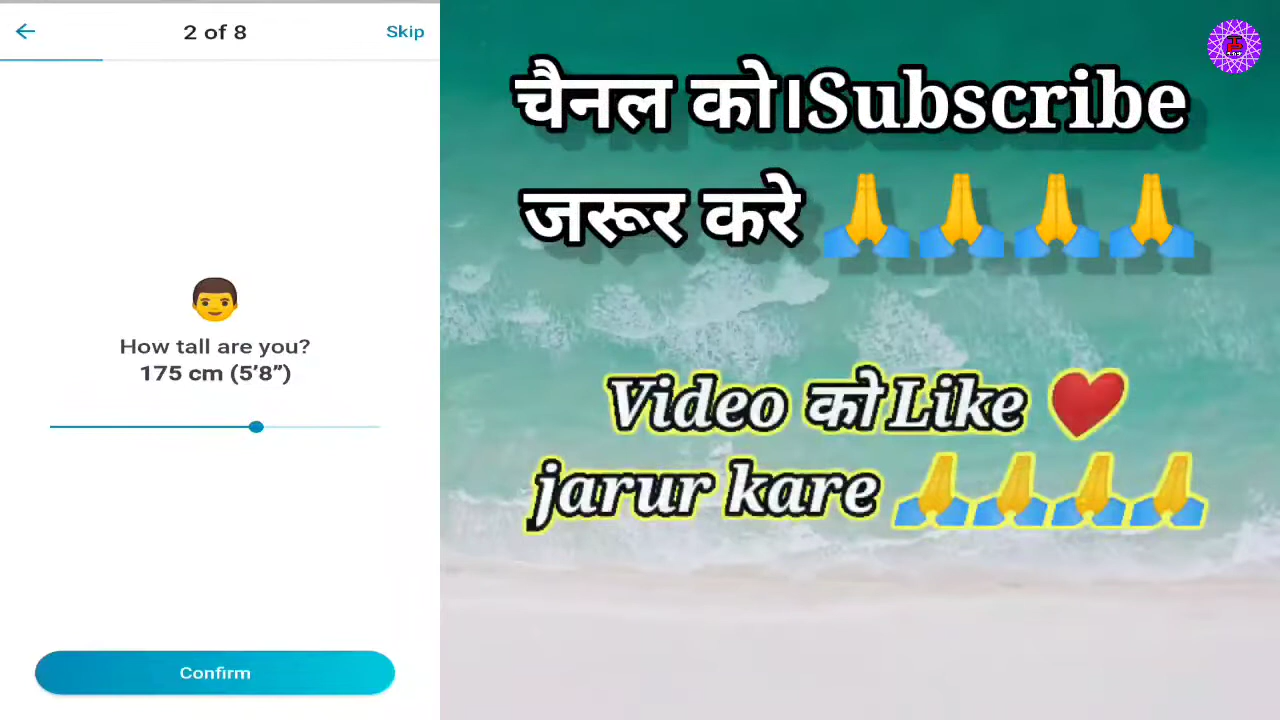 2 of 8
Skip
How tall are you?
175 cm (5'8")
Confirm
चैनल को।Subscribe
जरूर करे 🙏🙏🙏🙏
Video को Like ❤️
jarur kare 🙏🙏🙏🙏